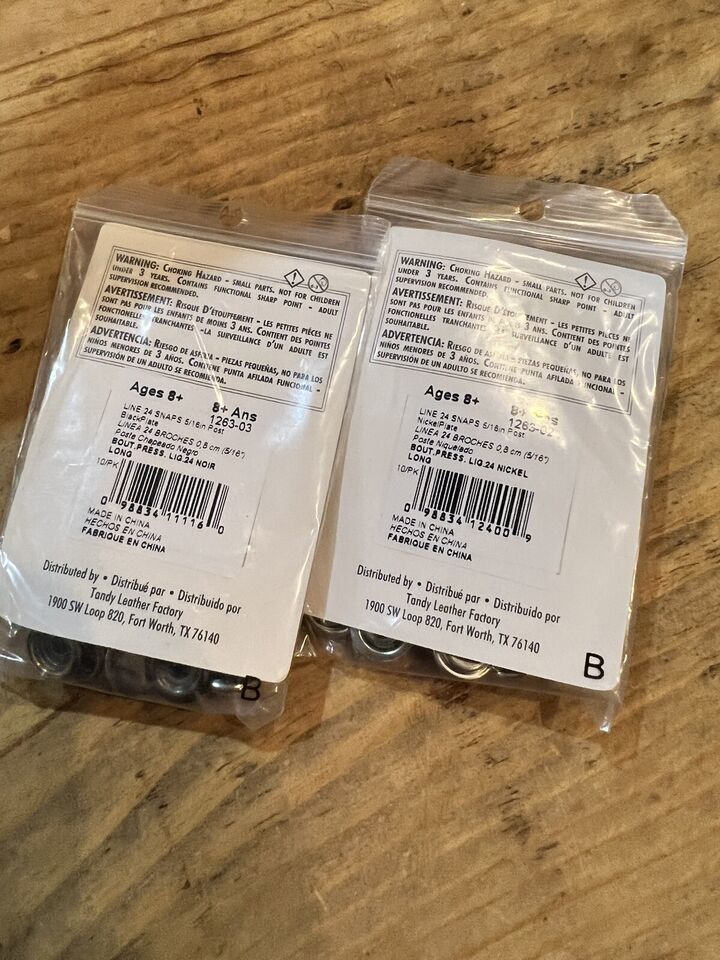 WARNING: CHOKING HAZARD - SMALL PARTS. NOT FOR CHILDREN
UNDER 3 YEARS. CONTAINS FUNCTIONAL SHARP POINT - ADULT
SUPERVISION RECOMMENDED.
AVERTISSEMENT: RISQUE D'ETOUFFEMENT - LES PETITES PIÈCES NE
SONT PAS POUR LES ENFANTS DE MOINS 3 ANS. CONTIENT DES POINTES
FONCTIONELLES TRANCHANTES - LA SURVEILLANCE D'UN ADULTE EST
SOUHAITABLE.
ADVERTENCIA: RIESGO DE ASFIXIA - PIEZAS PEQUEÑAS, NO PARA LOS
NINOS MENORES DE 3 AÑOS. CONTIENE PUNTA AFILADA FUNCIONAL -
SUPERVISIÓN DE UN ADULTO SE RECOMIENDA.
Ages 8+ 8+ Ans
LINE 24 SNAPS 5/16in Post 1263-03
BlackPlate
LINEA 24 BROCHES 0,8 cm (5/16")
Poste Chapeado Negro
BOUT.PRESS. LIG.24 NOIR
LONG
10/PK
0 98834 11116 0
MADE IN CHINA
HECHOS EN CHINA
FABRIQUE EN CHINA
Distributed by • Distribué par • Distribuido por
Tandy Leather Factory
1900 SW Loop 820, Fort Worth, TX 76140
B
WARNING: CHOKING HAZARD - SMALL PARTS. NOT FOR CHILDREN
UNDER 3 YEARS. CONTAINS FUNCTIONAL SHARP POINT - ADULT
SUPERVISION RECOMMENDED.
AVERTISSEMENT: RISQUE D'ETOUFFEMENT - LES PETITES PIÈCES NE
SONT PAS POUR LES ENFANTS DE MOINS 3 ANS. CONTIENT DES POINTES
FONCTIONELLES TRANCHANTES - LA SURVEILLANCE D'UN ADULTE EST
SOUHAITABLE.
ADVERTENCIA: RIESGO DE ASFIXIA - PIEZAS PEQUEÑAS, NO PARA LOS
NINOS MENORES DE 3 AÑOS. CONTIENE PUNTA AFILADA FUNCIONAL -
SUPERVISIÓN DE UN ADULTO SE RECOMIENDA.
Ages 8+ 8+ Ans
LINE 24 SNAPS 5/16in Post 1263-02
NickelPlate
LINEA 24 BROCHES 0,8 cm (5/16")
Poste Niquelado
BOUT.PRESS. LIG.24 NICKEL
LONG
10/PK
0 98834 12400 9
MADE IN CHINA
HECHOS EN CHINA
FABRIQUE EN CHINA
Distributed by • Distribué par • Distribuido por
Tandy Leather Factory
1900 SW Loop 820, Fort Worth, TX 76140
B